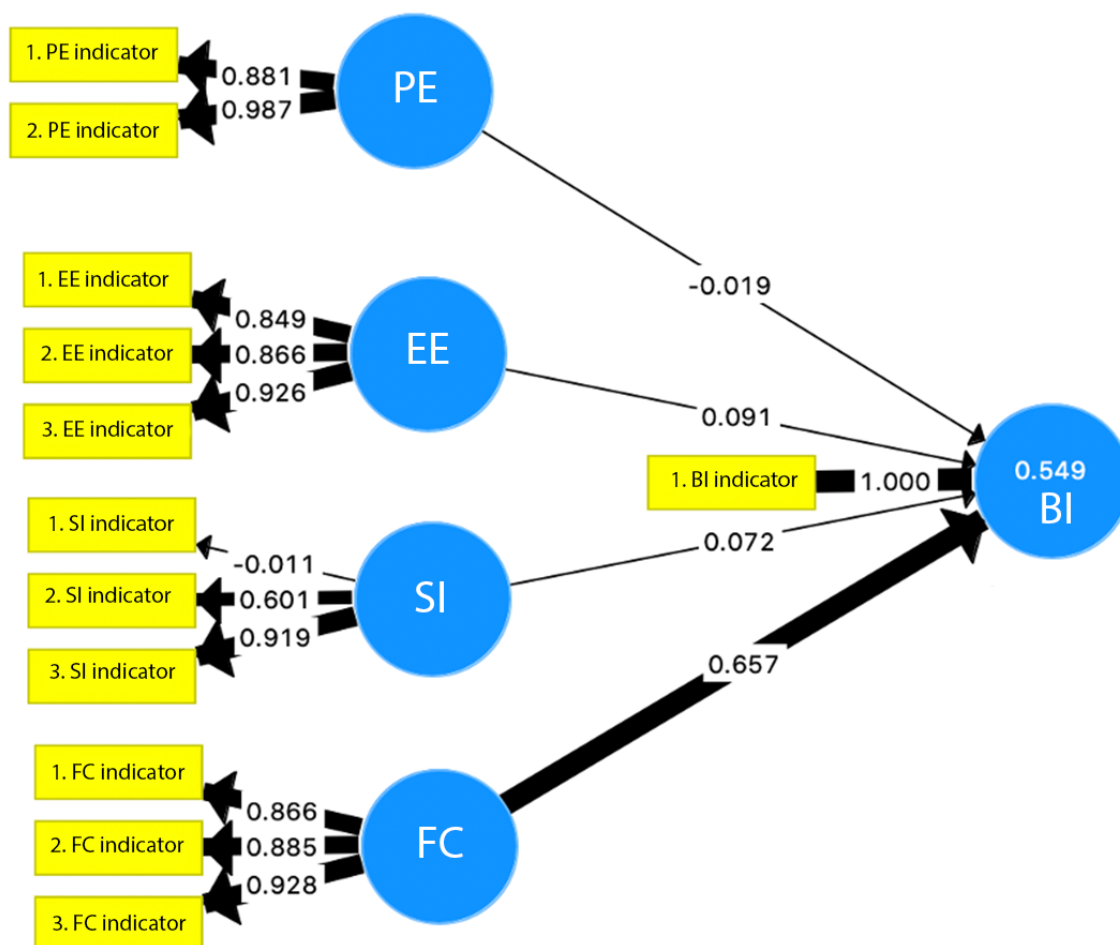 1. PE indicator
0.881
PE
0.987
2. PE indicator
-0.019
1. EE indicator
0.849
2. EE indicator
0.866
EE
0.926
3. EE indicator
0.091
1. BI indicator
1.000
0.549
BI
1. SI indicator
-0.011
0.072
2. SI indicator
0.601
SI
0.919
3. SI indicator
0.657
1. FC indicator
0.866
2. FC indicator
0.885
FC
0.928
3. FC indicator